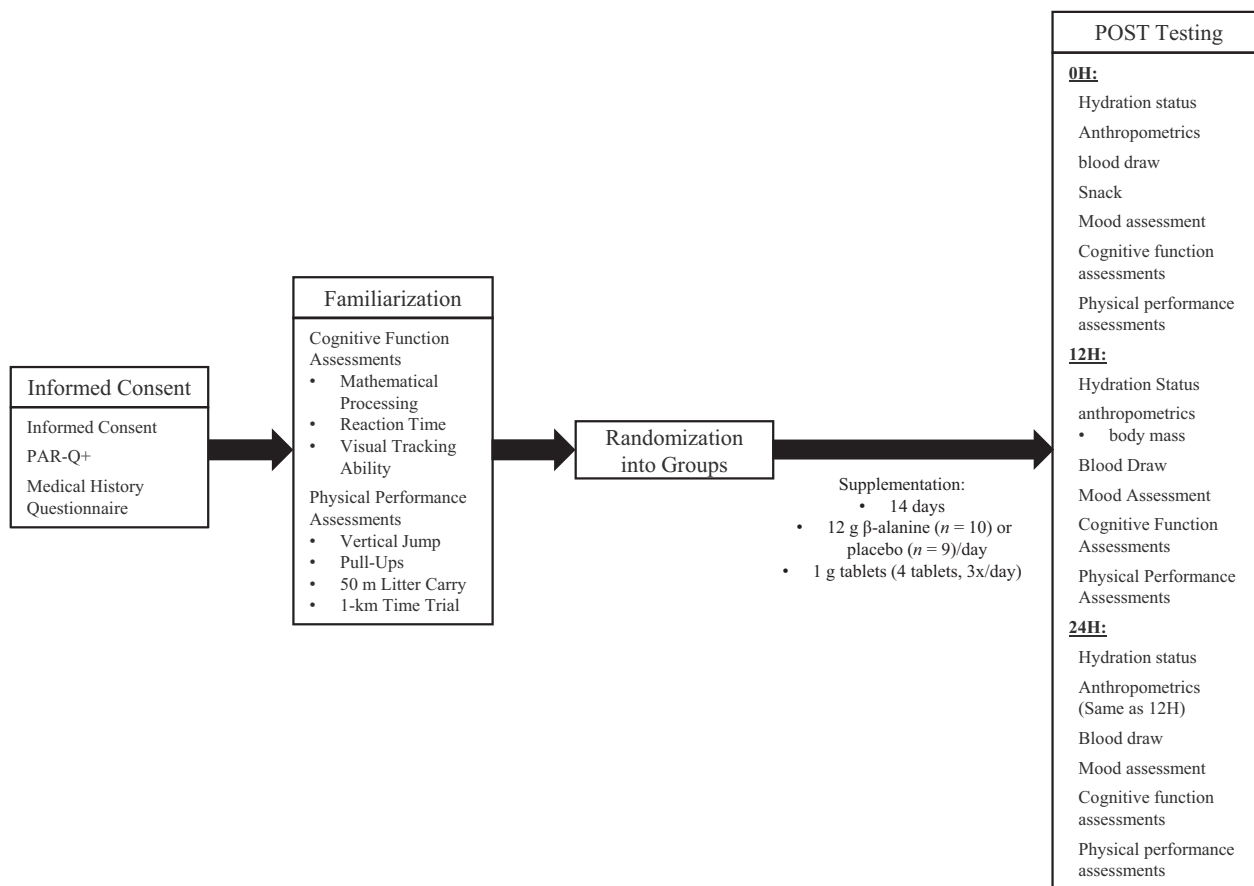 Informed Consent
Informed Consent
PAR-Q+
Medical History
Questionnaire
Familiarization
Cognitive Function
Assessments
• Mathematical
Processing
• Reaction Time
• Visual Tracking
Ability
Physical Performance
Assessments
• Vertical Jump
• Pull-Ups
• 50 m Litter Carry
• 1-km Time Trial
Randomization
into Groups
Supplementation:
• 14 days
• 12 g β-alanine (n = 10) or
placebo (n = 9)/day
• 1 g tablets (4 tablets, 3x/day)
POST Testing
0H:
Hydration status
Anthropometrics
blood draw
Snack
Mood assessment
Cognitive function
assessments
Physical performance
assessments
12H:
Hydration Status
anthropometrics
• body mass
Blood Draw
Mood Assessment
Cognitive Function
Assessments
Physical Performance
Assessments
24H:
Hydration status
Anthropometrics
(Same as 12H)
Blood draw
Mood assessment
Cognitive function
assessments
Physical performance
assessments